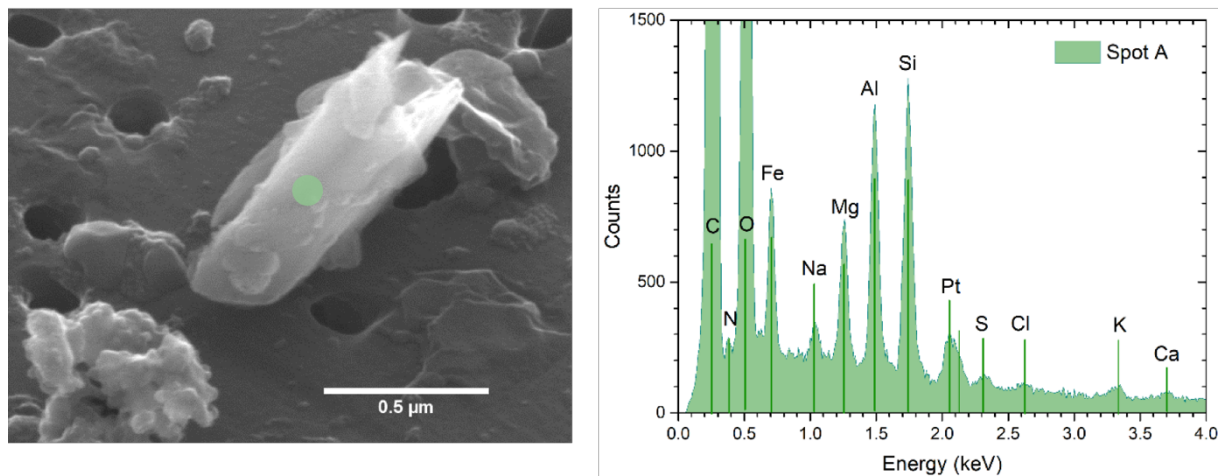 0.5 µm
1500
1000
500
0
Counts
C
N
O
Fe
Na
Mg
Al
Si
Pt
S
Cl
K
Ca
Spot A
0.0 0.5 1.0 1.5 2.0 2.5 3.0 3.5 4.0
Energy (keV)